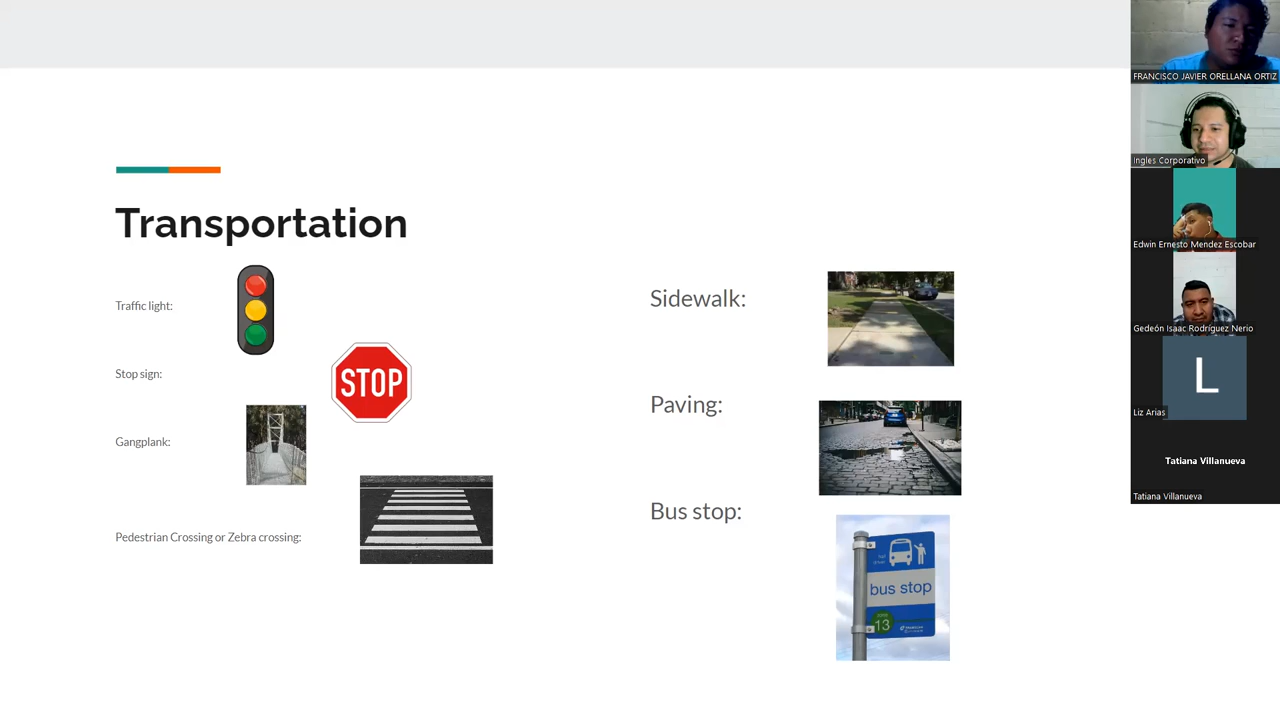 Transportation
Traffic light:
Stop sign:
STOP
Gangplank:
Pedestrian Crossing or Zebra crossing:
Sidewalk:
Paving:
Bus stop:
bus stop
13
FRANCISCO JAVIER ORELLANA ORTIZ
Ingles Corporativo
Edwin Ernesto Mendez Escobar
Gedeón Isaac Rodríguez Nerio
L
Liz Arias
Tatiana Villanueva
Tatiana Villanueva